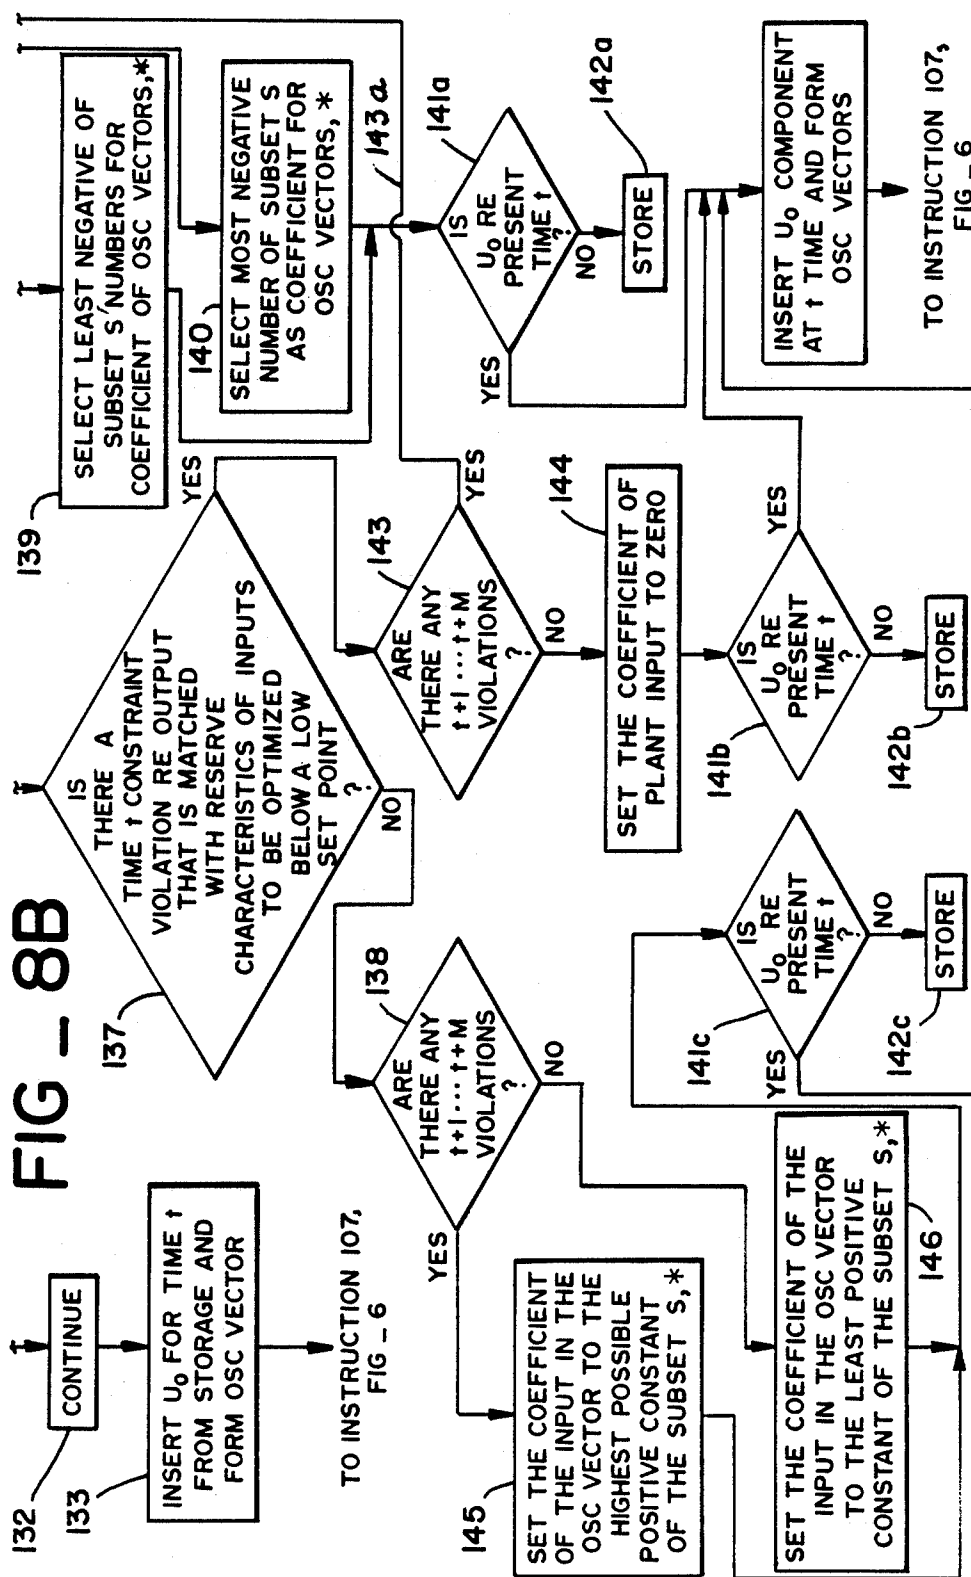 FIG_8B
132
CONTINUE
133
INSERT U₀ FOR TIME t
FROM STORAGE AND
FORM OSC VECTOR
TO INSTRUCTION 107,
FIG_6
137
IS
THERE A
TIME t CONSTRAINT
VIOLATION RE OUTPUT
THAT IS MATCHED
WITH RESERVE
CHARACTERISTICS OF INPUTS
TO BE OPTIMIZED
BELOW A LOW
SET POINT
?
YES
NO
139
SELECT LEAST NEGATIVE OF
SUBSET S' NUMBERS FOR
COEFFICIENT OF OSC VECTORS,*
140
SELECT MOST NEGATIVE
NUMBER OF SUBSET S
AS COEFFICIENT FOR
OSC VECTORS,*
143a
138
ARE
THERE ANY
t+1···t+M
VIOLATIONS
?
YES
NO
143
ARE
THERE ANY
t+1···t+M
VIOLATIONS
?
YES
NO
141a
IS
U₀ RE
PRESENT
TIME t
?
YES
NO
142a
STORE
145
SET THE COEFFICIENT
OF THE INPUT IN THE
OSC VECTOR TO THE
HIGHEST POSSIBLE
POSITIVE CONSTANT
OF THE SUBSET S,*
144
SET THE COEFFICIENT OF
PLANT INPUT TO ZERO
141c
IS
U₀ RE
PRESENT
TIME t
?
YES
NO
142c
STORE
141b
IS
U₀ RE
PRESENT
TIME t
?
YES
NO
142b
STORE
INSERT U₀ COMPONENT
AT t TIME AND FORM
OSC VECTORS
TO INSTRUCTION 107,
FIG_6
SET THE COEFFICIENT OF THE
INPUT IN THE OSC VECTOR
TO THE LEAST POSITIVE
CONSTANT OF THE SUBSET S,*
146